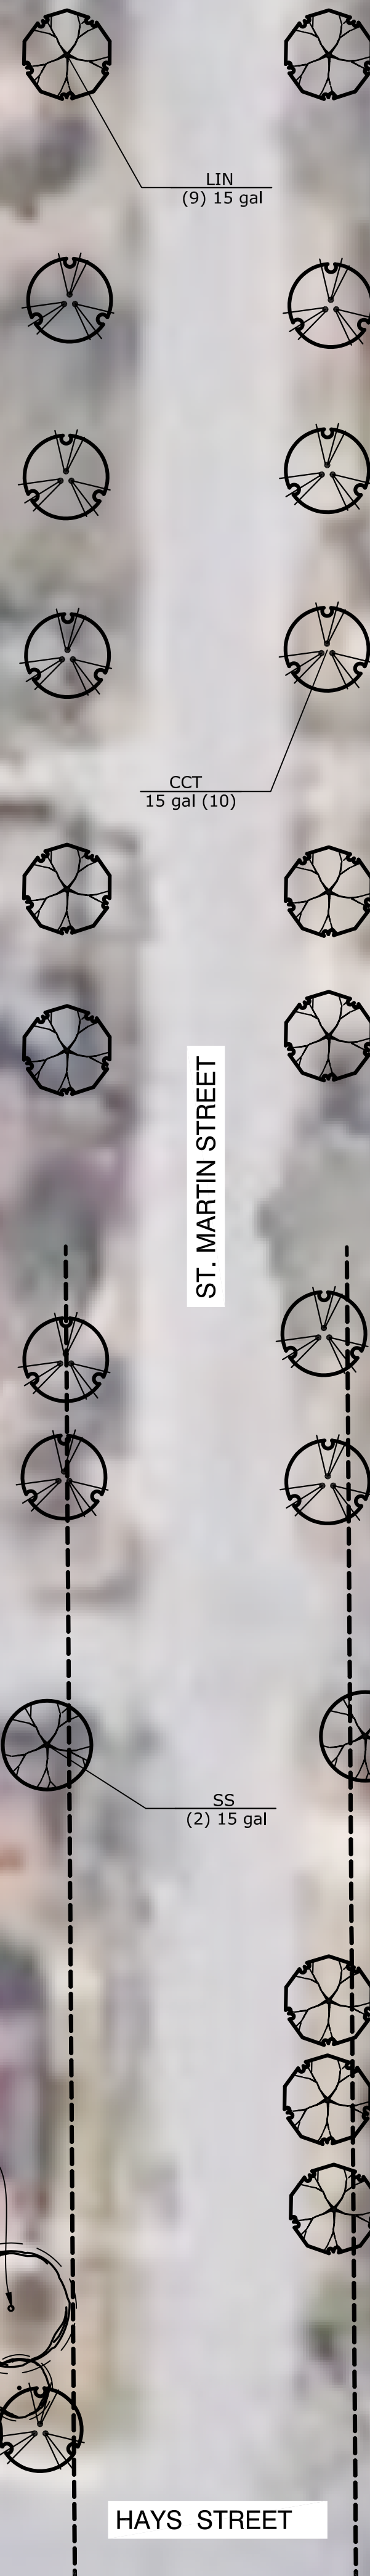 LIN
(9) 15 gal
CCT
15 gal (10)
ST. MARTIN STREET
SS
(2) 15 gal
HAYS STREET